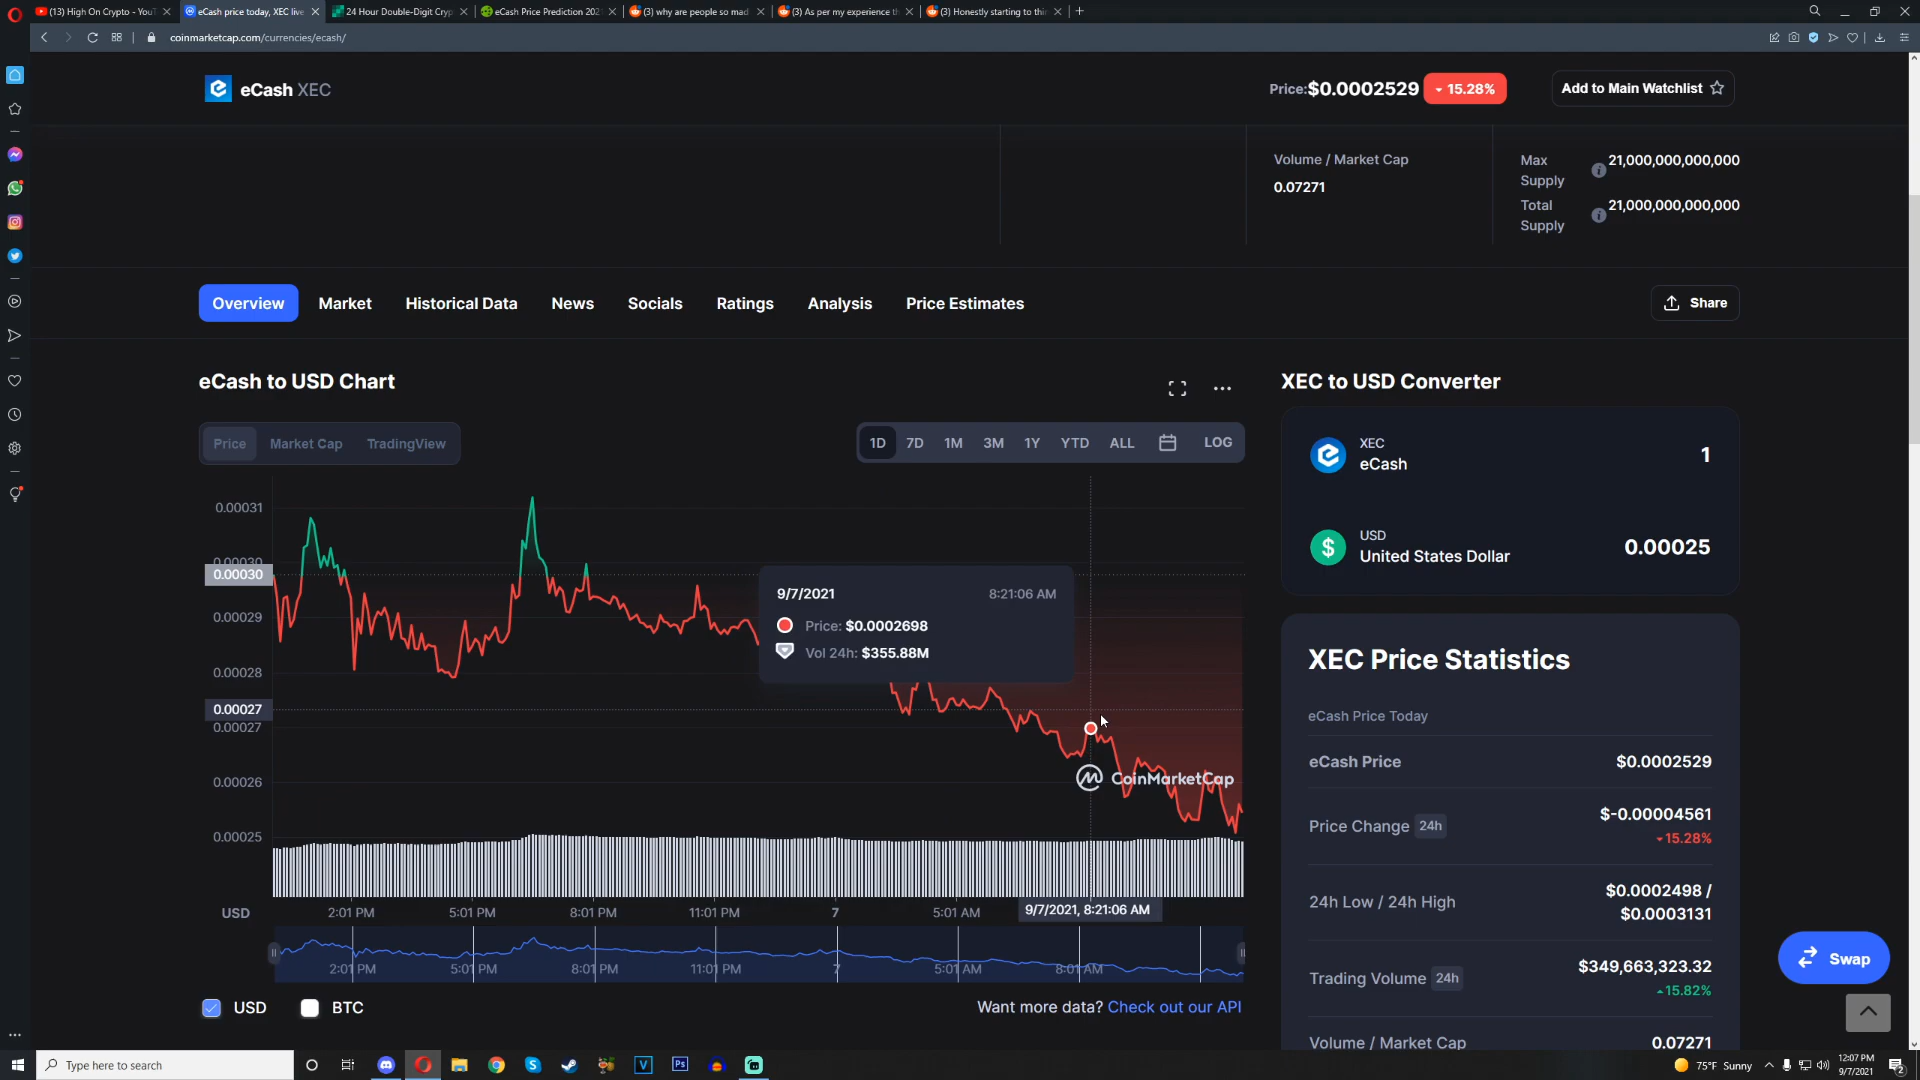 (13) High On Crypto - YouT
eCash price today, XEC live
24 Hour Double-Digit Cryp
eCash Price Prediction 202
(3) why are people so mad
(3) As per my experience th
(3) Honestly starting to thin
coinmarketcap.com/currencies/ecash/
eCash XEC
Price:$0.0002529
15.28%
Add to Main Watchlist
Volume / Market Cap
0.07271
Max Supply
21,000,000,000,000
Total Supply
21,000,000,000,000
Overview
Market
Historical Data
News
Socials
Ratings
Analysis
Price Estimates
Share
eCash to USD Chart
Price
Market Cap
TradingView
1D
7D
1M
3M
1Y
YTD
ALL
LOG
0.00031
0.00030
0.00030
0.00029
0.00028
0.00027
0.00027
0.00026
0.00025
9/7/2021
8:21:06 AM
Price: $0.0002698
Vol 24h: $355.88M
CoinMarketCap
USD
2:01 PM
5:01 PM
8:01 PM
11:01 PM
7
5:01 AM
9/7/2021, 8:21:06 AM
2:01 PM
5:01 PM
8:01 PM
11:01 PM
7
5:01 AM
8:01 AM
USD
BTC
Want more data? Check out our API
XEC to USD Converter
XEC
eCash
1
USD
United States Dollar
0.00025
XEC Price Statistics
eCash Price Today
eCash Price
$0.0002529
Price Change 24h
$-0.00004561
15.28%
24h Low / 24h High
$0.0002498 /
$0.0003131
Trading Volume 24h
$349,663,323.32
15.82%
Volume / Market Cap
0.07271
Swap
Type here to search
Ps
75°F Sunny
12:07 PM
9/7/2021
2